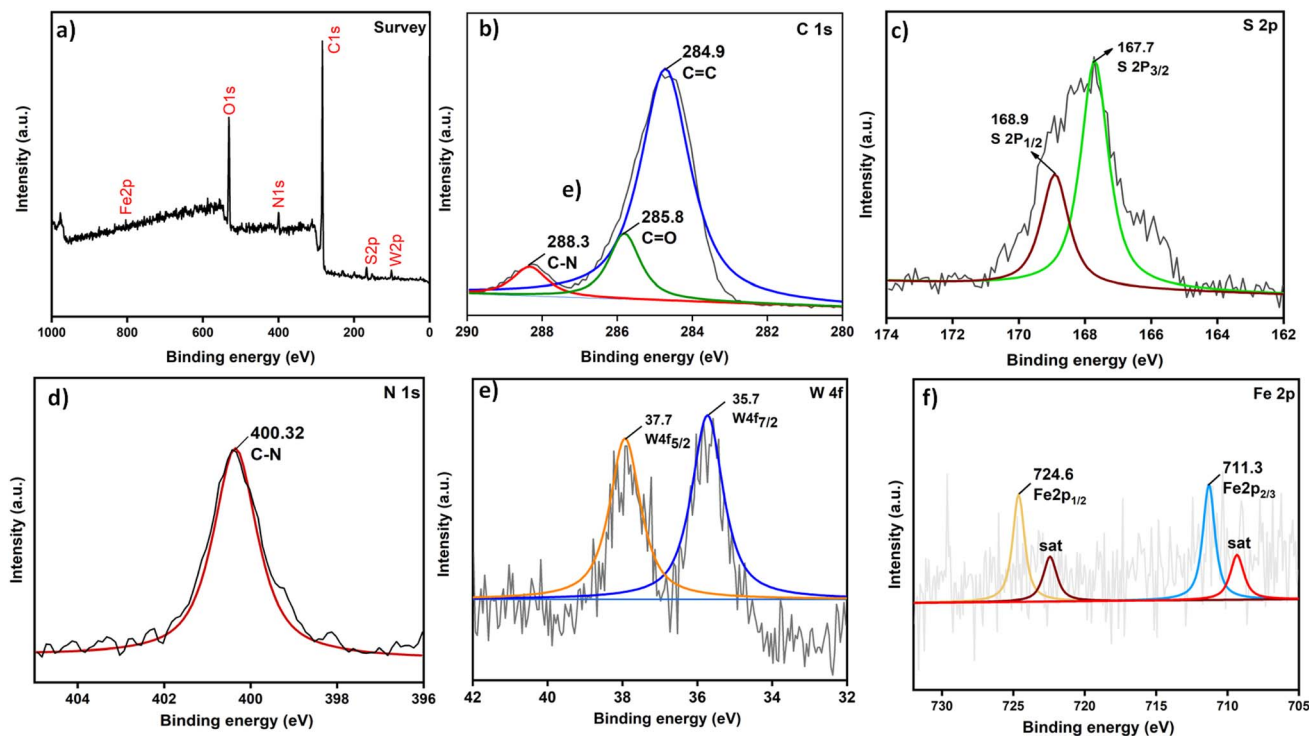 a)
Survey
C1s
O1s
Fe2p
N1s
S2p
W2p
Intensity (a.u.)
1000 800 600 400 200 0
Binding energy (eV)
b)
C 1s
284.9
C=C
e)
285.8
C=O
288.3
C-N
Intensity (a.u.)
290 288 286 284 282 280
Binding energy (eV)
c)
S 2p
167.7
S 2P3/2
168.9
S 2P1/2
Intensity (a.u.)
174 172 170 168 166 164 162
Binding energy (eV)
d)
N 1s
400.32
C-N
Intensity (a.u.)
404 402 400 398 396
Binding energy (eV)
e)
W 4f
37.7
W4f5/2
35.7
W4f7/2
Intensity (a.u.)
42 40 38 36 34 32
Binding energy (eV)
f)
Fe 2p
724.6
Fe2p1/2
sat
711.3
Fe2p2/3
sat
Intensity (a.u.)
730 725 720 715 710 705
Binding energy (eV)